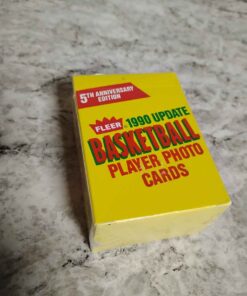 5TH ANNIVERSARY
EDITION
FLEER 1990 UPDATE
BASKETBALL
PLAYER PHOTO
CARDS